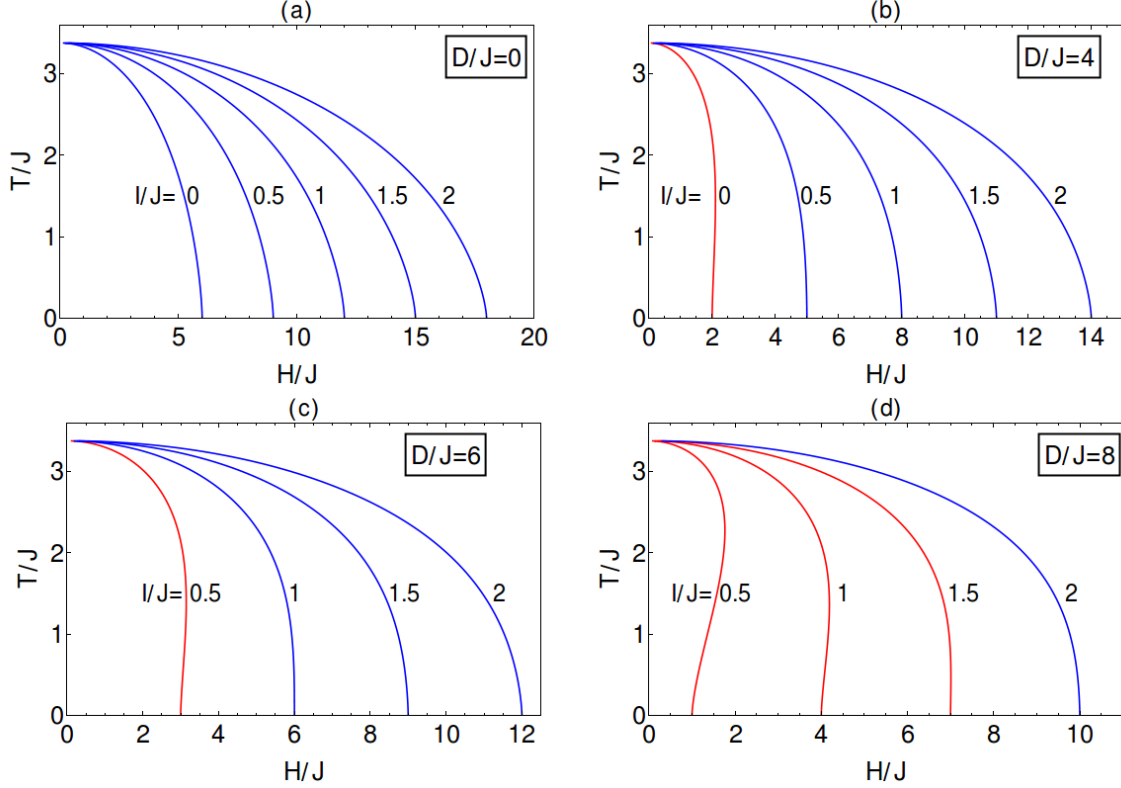 (a)
D/J=0
T/J
3
2
1
0
I/J= 0 0.5 1 1.5 2
0 5 10 15 20
H/J
(b)
D/J=4
T/J
3
2
1
0
I/J= 0 0.5 1 1.5 2
0 2 4 6 8 10 12 14
H/J
(c)
D/J=6
T/J
3
2
1
0
I/J= 0.5 1 1.5 2
0 2 4 6 8 10 12
H/J
(d)
D/J=8
T/J
3
2
1
0
I/J= 0.5 1 1.5 2
0 2 4 6 8 10
H/J